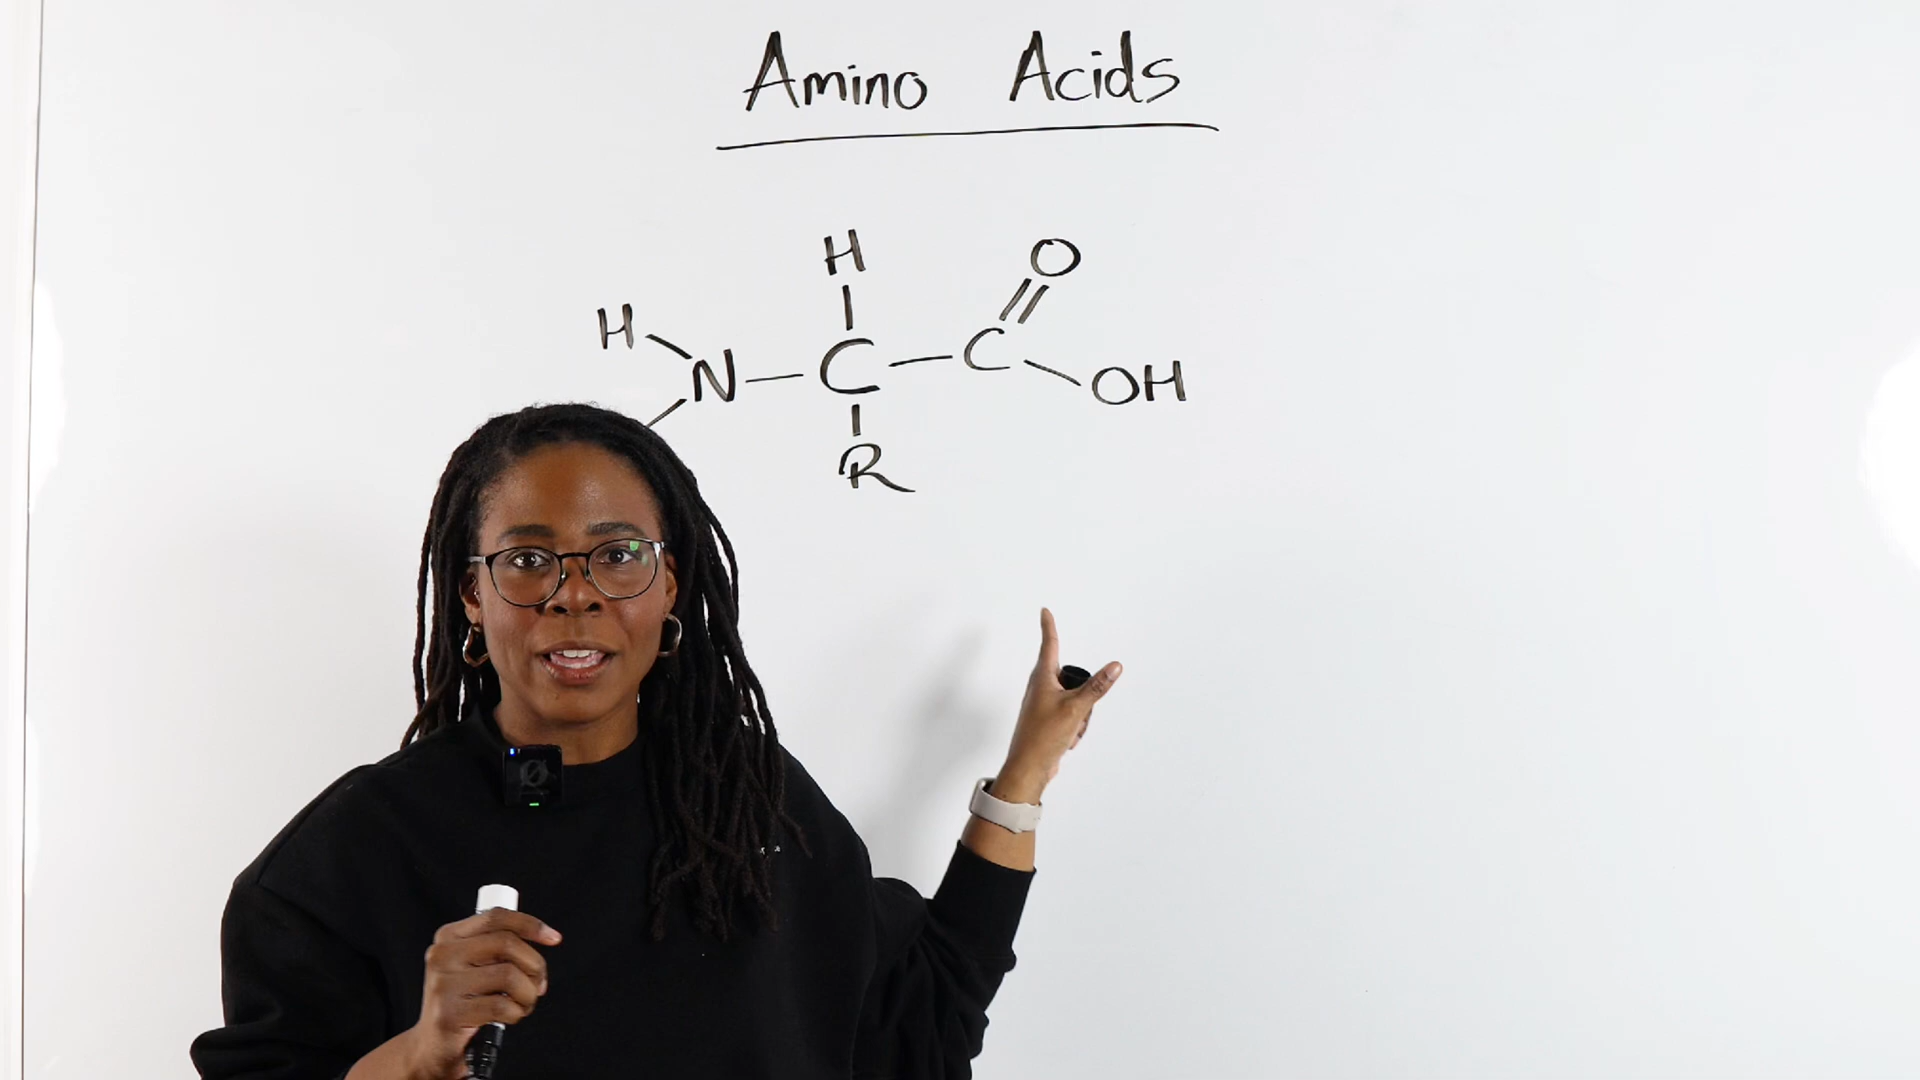 Amino Acids
H O
H
N C C
OH
R